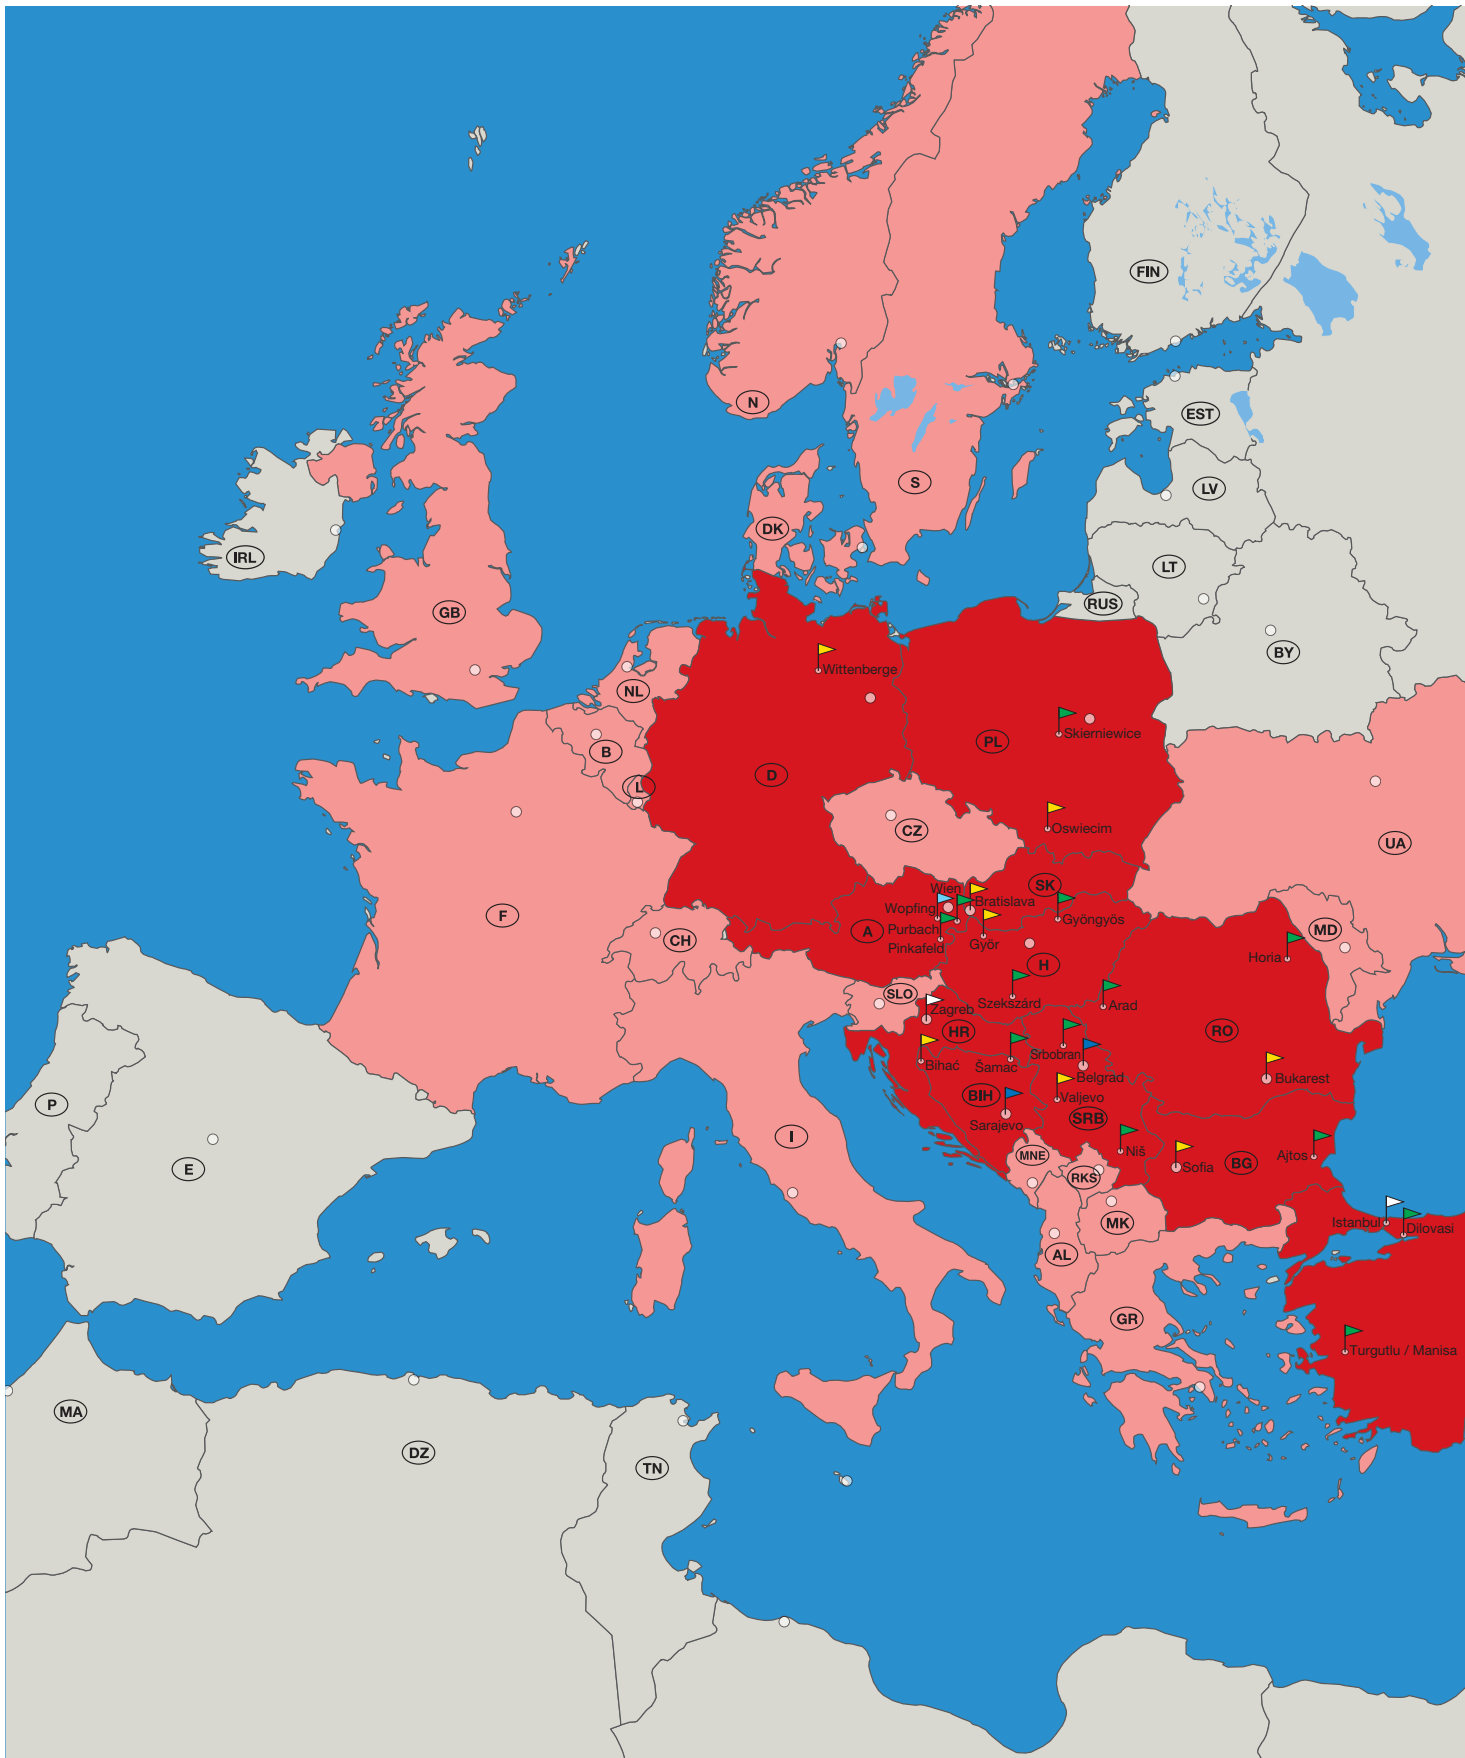 FIN
N
EST
S
LV
DK
IRL
LT
RUS
GB
BY
Wittenberge
NL
Skierniewice
PL
B
D
L
Oswiecim
CZ
UA
SK
Wien
Bratislava
Wopfing
F
Gyöngyös
A
Purbach
MD
CH
Györ
Pinkafeld
Horia
H
SLO
Szekszárd
Arad
Zagreb
HR
RO
Srbobran
Bihać
Šamac
Belgrad
Bukarest
BIH
Valjevo
P
SRB
Sarajevo
I
Niš
MNE
Ajtos
BG
E
Sofia
RKS
MK
Istanbul
Dilovasi
AL
GR
Turgutlu / Manisa
MA
DZ
TN